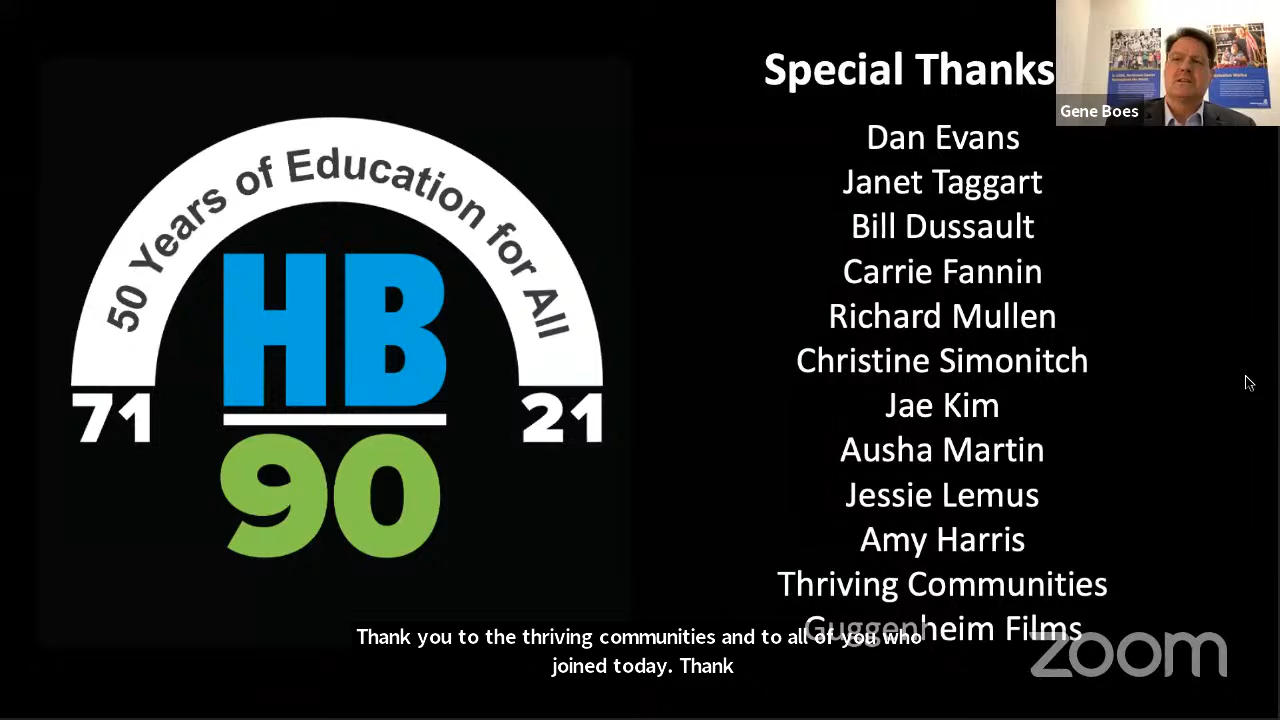 50 Years of Education for All
HB
90
71
21
Special Thanks
Dan Evans
Janet Taggart
Bill Dussault
Carrie Fannin
Richard Mullen
Christine Simonitch
Jae Kim
Ausha Martin
Jessie Lemus
Amy Harris
Thriving Communities
Guggenheim Films
Gene Boes
Thank you to the thriving communities and to all of you who
joined today. Thank
zoom